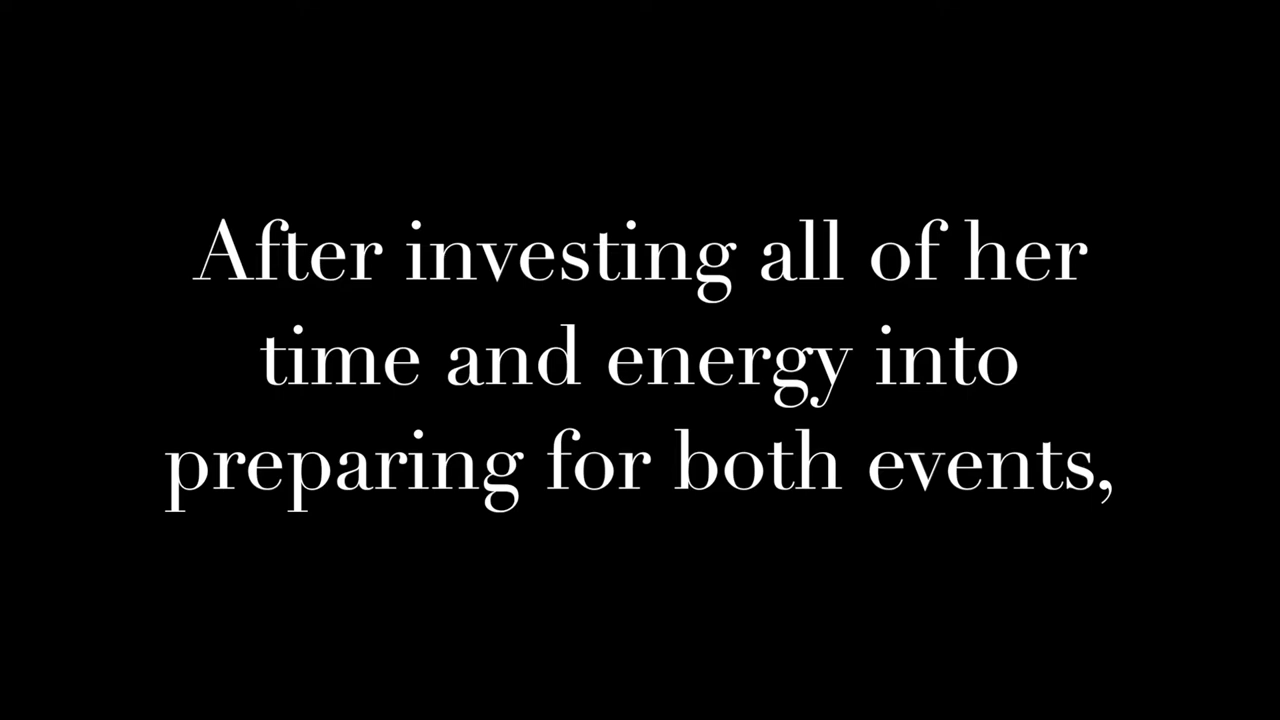 After investing all of her
time and energy into
preparing for both events,